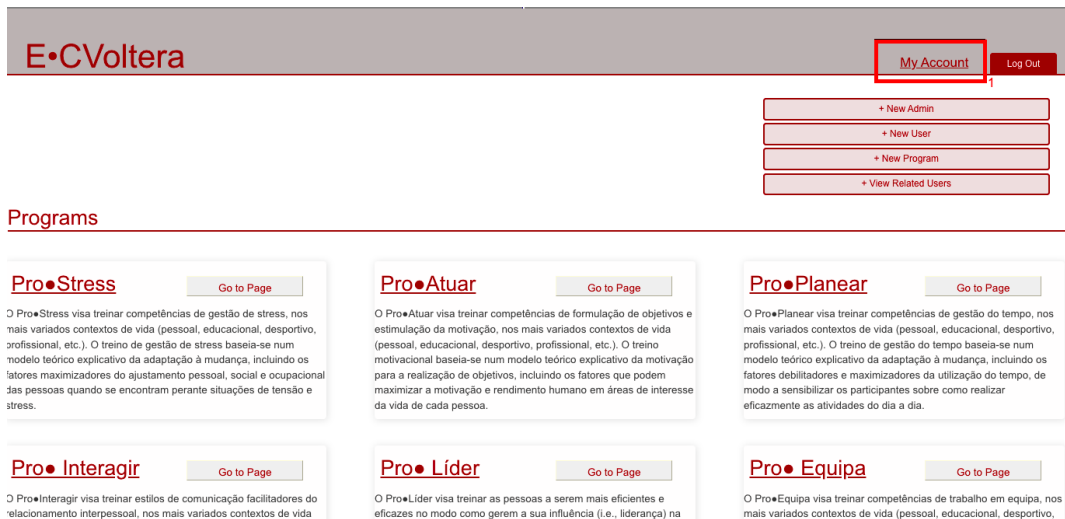 E•CVoltera
My Account
Log Out
1
+ New Admin
+ New User
+ New Program
+ View Related Users
Programs
Pro●Stress
Go to Page
O Pro●Stress visa treinar competências de gestão de stress, nos
mais variados contextos de vida (pessoal, educacional, desportivo,
profissional, etc.). O treino de gestão de stress baseia-se num
modelo teórico explicativo da adaptação à mudança, incluindo os
fatores maximizadores do ajustamento pessoal, social e ocupacional
das pessoas quando se encontram perante situações de tensão e
stress.
Pro●Atuar
Go to Page
O Pro●Atuar visa treinar competências de formulação de objetivos e
estimulação da motivação, nos mais variados contextos de vida
(pessoal, educacional, desportivo, profissional, etc.). O treino
motivacional baseia-se num modelo teórico explicativo da motivação
para a realização de objetivos, incluindo os fatores que podem
maximizar a motivação e rendimento humano em áreas de interesse
da vida de cada pessoa.
Pro●Planear
Go to Page
O Pro●Planear visa treinar competências de gestão do tempo, nos
mais variados contextos de vida (pessoal, educacional, desportivo,
profissional, etc.). O treino de gestão do tempo baseia-se num
modelo teórico explicativo da adaptação à mudança, incluindo os
fatores debilitadores e maximizadores da utilização do tempo, de
modo a sensibilizar os participantes sobre como realizar
eficazmente as atividades do dia a dia.
Pro● Interagir
Go to Page
O Pro●Interagir visa treinar estilos de comunicação facilitadores do
relacionamento interpessoal, nos mais variados contextos de vida
Pro● Líder
Go to Page
O Pro●Líder visa treinar as pessoas a serem mais eficientes e
eficazes no modo como gerem a sua influência (i.e., liderança) na
Pro● Equipa
Go to Page
O Pro●Equipa visa treinar competências de trabalho em equipa, nos
mais variados contextos de vida (pessoal, educacional, desportivo,